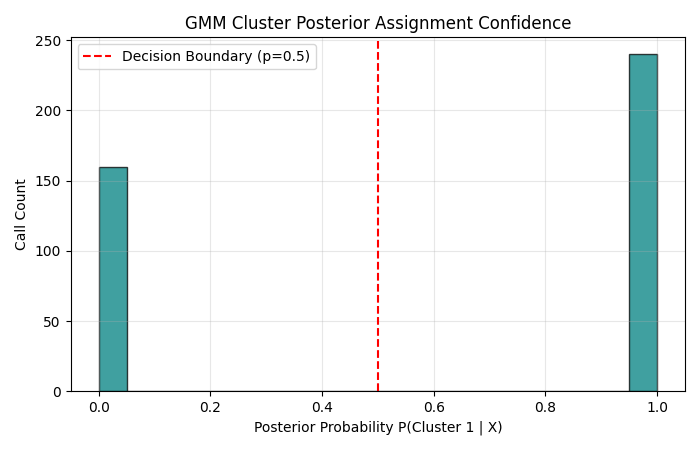 GMM Cluster Posterior Assignment Confidence
Decision Boundary (p=0.5)
Call Count
250
200
150
100
50
0
0.0 0.2 0.4 0.6 0.8 1.0
Posterior Probability P(Cluster 1 | X)